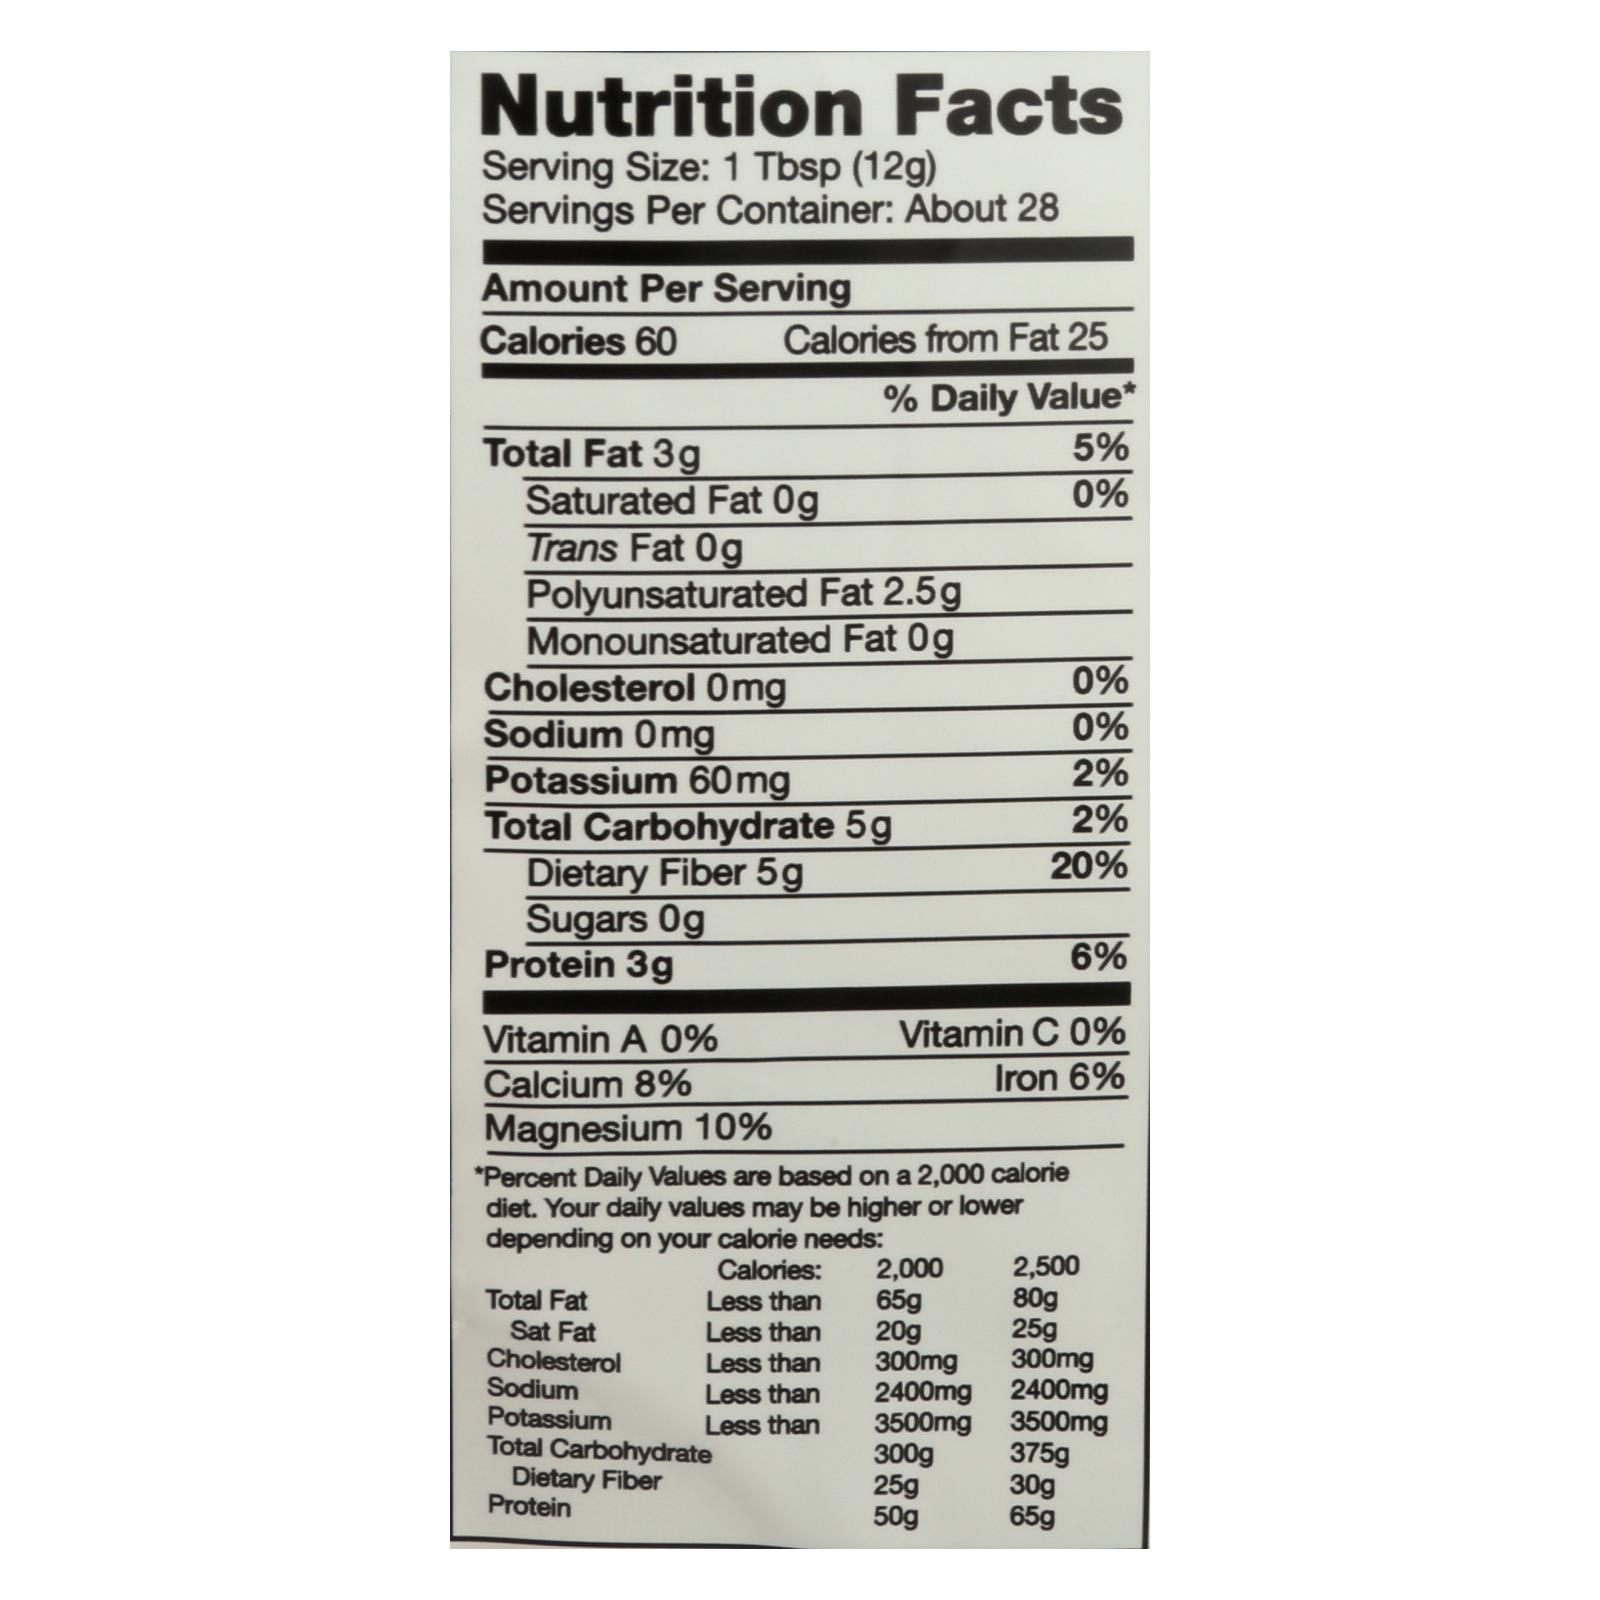 Nutrition Facts
Serving Size: 1 Tbsp (12g)
Servings Per Container: About 28
Amount Per Serving
Calories 60 Calories from Fat 25
% Daily Value*
Total Fat 3g 5%
Saturated Fat 0g 0%
Trans Fat 0g
Polyunsaturated Fat 2.5g
Monounsaturated Fat 0g
Cholesterol 0mg 0%
Sodium 0mg 0%
Potassium 60mg 2%
Total Carbohydrate 5g 2%
Dietary Fiber 5g 20%
Sugars 0g
Protein 3g 6%
Vitamin A 0% Vitamin C 0%
Calcium 8% Iron 6%
Magnesium 10%
*Percent Daily Values are based on a 2,000 calorie
diet. Your daily values may be higher or lower
depending on your calorie needs:
Calories: 2,000 2,500
Total Fat Less than 65g 80g
Sat Fat Less than 20g 25g
Cholesterol Less than 300mg 300mg
Sodium Less than 2400mg 2400mg
Potassium Less than 3500mg 3500mg
Total Carbohydrate 300g 375g
Dietary Fiber 25g 30g
Protein 50g 65g